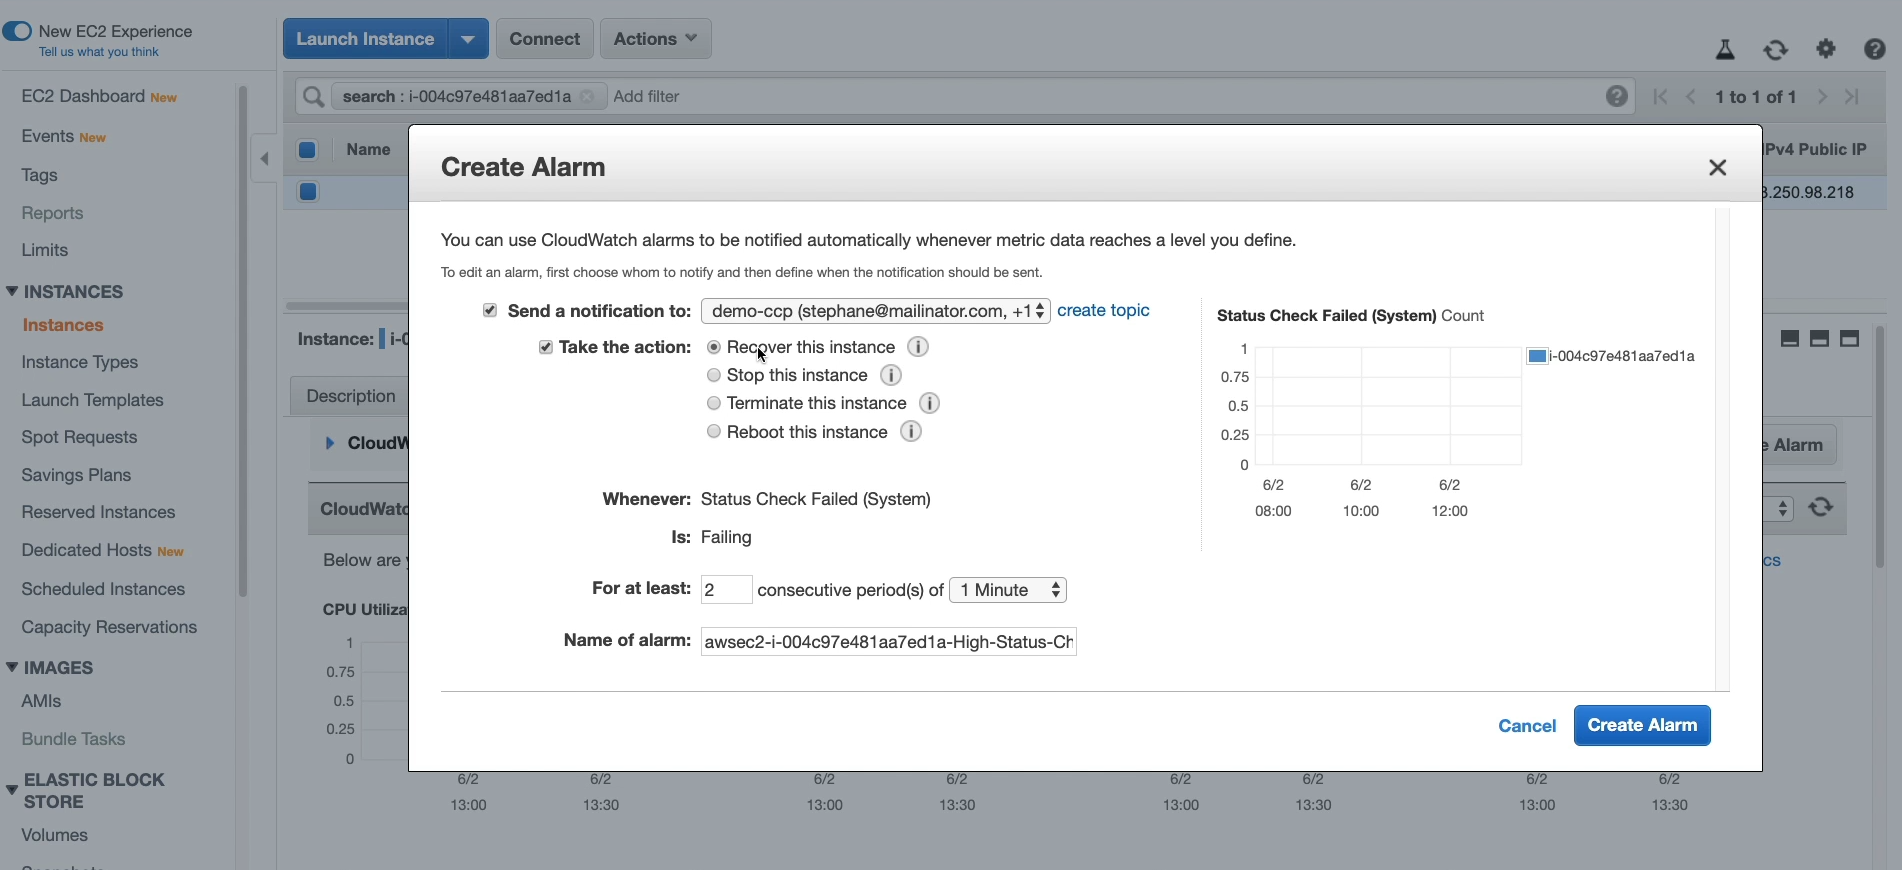 New EC2 Experience
Tell us what you think
EC2 Dashboard New
Events New
Tags
Reports
Limits
INSTANCES
Instances
Instance Types
Launch Templates
Spot Requests
Savings Plans
Reserved Instances
Dedicated Hosts New
Scheduled Instances
Capacity Reservations
IMAGES
AMIs
Bundle Tasks
ELASTIC BLOCK
STORE
Volumes
Launch Instance
Connect
Actions
search : i-004c97e481aa7ed1a
Add filter
1 to 1 of 1
Name
IPv4 Public IP
3.250.98.218
Instance: i-0
Description
CloudW
e Alarm
CloudWatc
Below are
cs
CPU Utiliza
1
0.75
0.5
0.25
0
6/2 6/2 6/2 6/2 6/2 6/2 6/2 6/2
13:00 13:30 13:00 13:30 13:00 13:30 13:00 13:30
Create Alarm
You can use CloudWatch alarms to be notified automatically whenever metric data reaches a level you define.
To edit an alarm, first choose whom to notify and then define when the notification should be sent.
Send a notification to: demo-ccp (stephane@mailinator.com, +1 create topic
Take the action: Recover this instance i
Stop this instance i
Terminate this instance i
Reboot this instance i
Whenever: Status Check Failed (System)
Is: Failing
For at least: 2 consecutive period(s) of 1 Minute
Name of alarm: awsec2-i-004c97e481aa7ed1a-High-Status-Ch
Status Check Failed (System) Count
1
0.75
0.5
0.25
0
6/2 6/2 6/2
08:00 10:00 12:00
i-004c97e481aa7ed1a
Cancel
Create Alarm